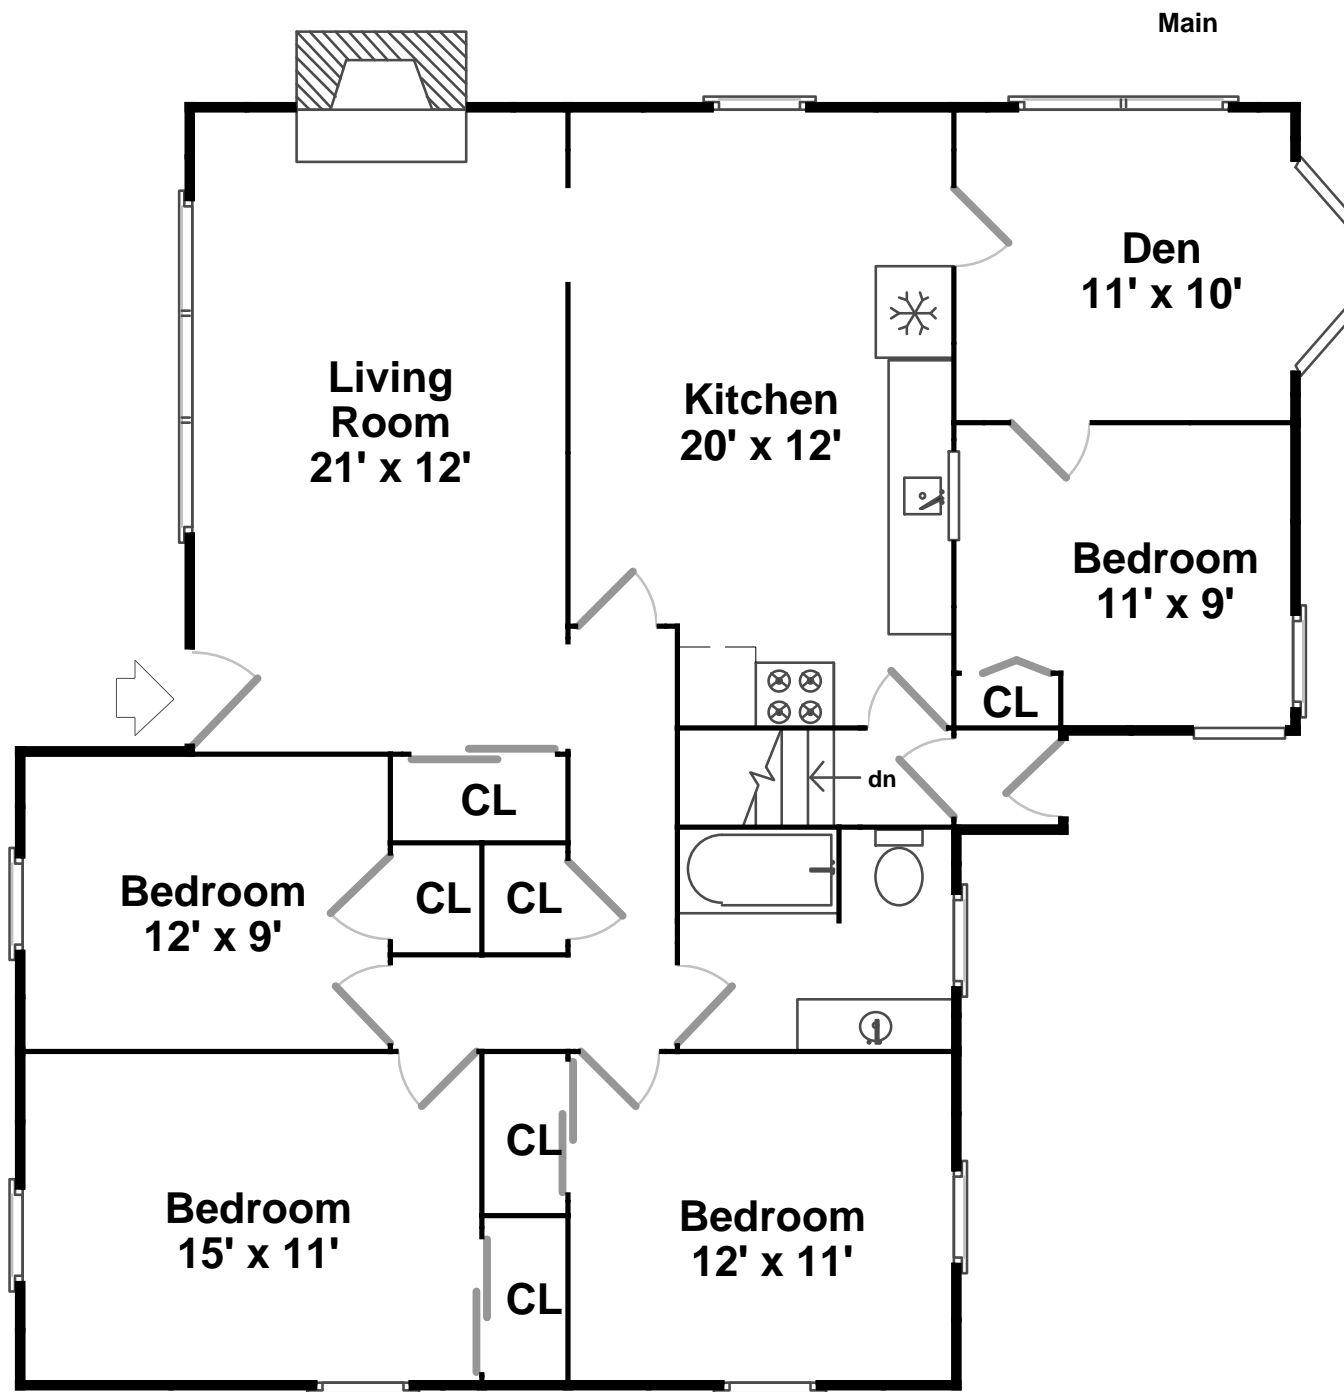 Main
Living
Room
21' x 12'
Kitchen
20' x 12'
Den
11' x 10'
Bedroom
11' x 9'
CL
dn
CL
CL
CL
Bedroom
12' x 9'
Bedroom
15' x 11'
CL
CL
Bedroom
12' x 11'